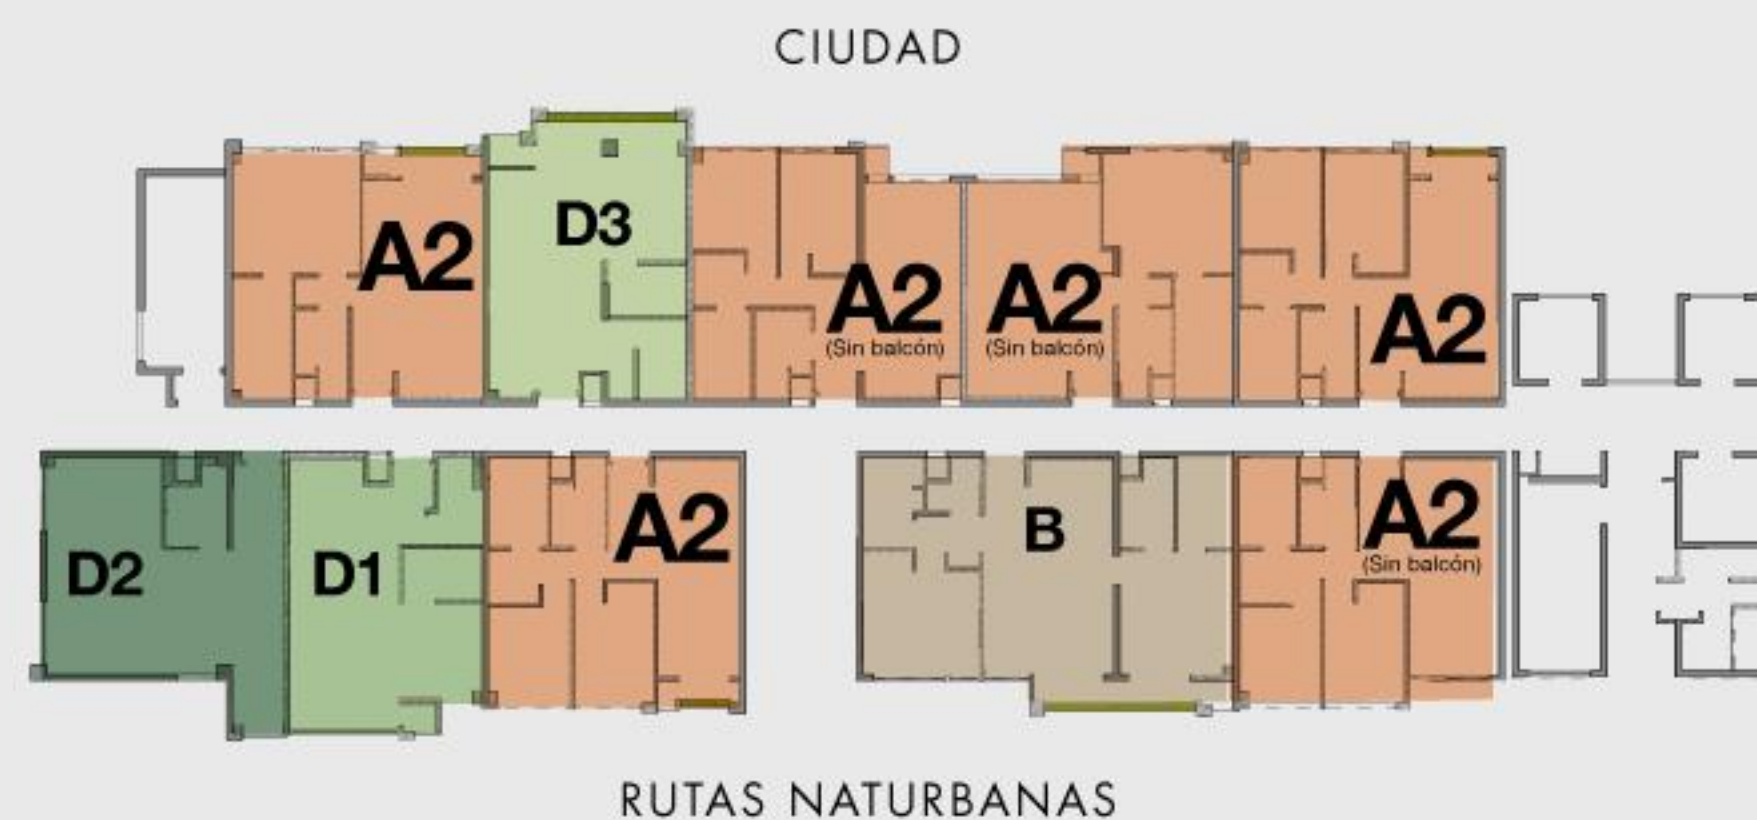 CIUDAD
A2
D3
A2
(Sin balcón)
A2
(Sin balcón)
A2
D2
D1
A2
B
A2
(Sin balcón)
RUTAS NATURBANAS